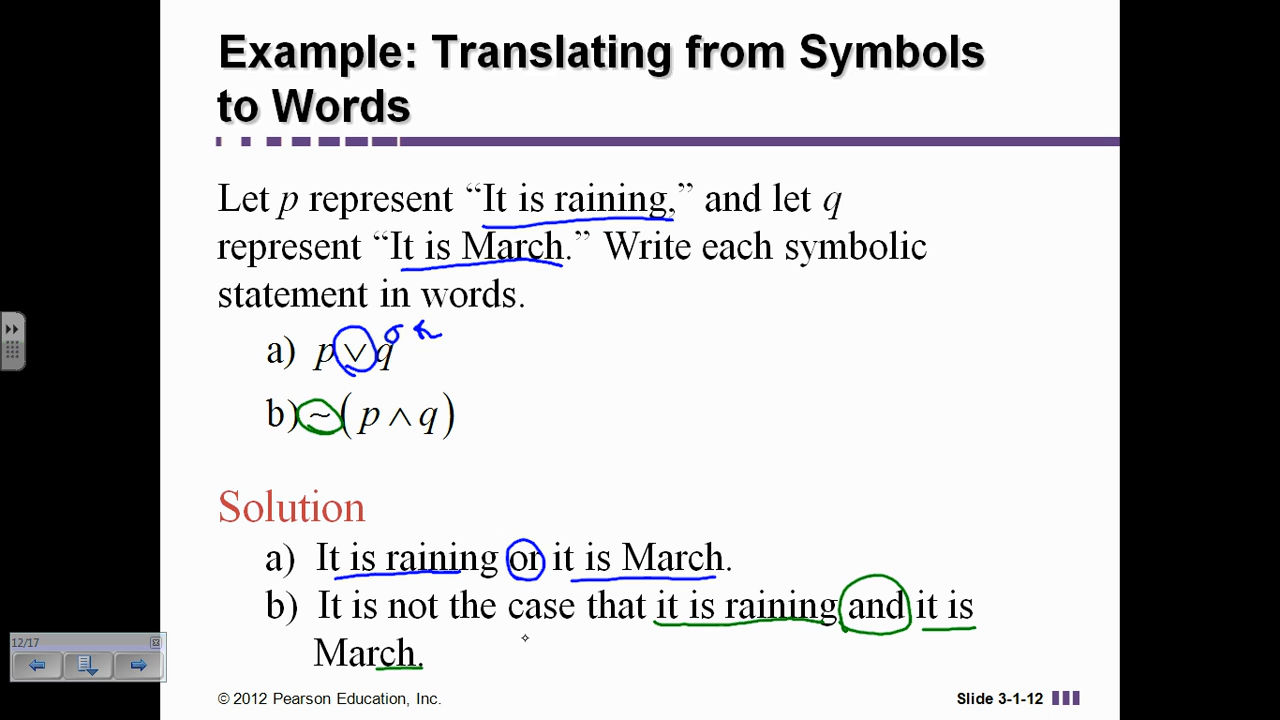 Example: Translating from Symbols
to Words
Let p represent “It is raining,” and let q
represent “It is March.” Write each symbolic
statement in words.
or
a) p ∨ q
b) ~(p ∧ q)
Solution
a) It is raining or it is March.
b) It is not the case that it is raining and it is
March.
12/17
© 2012 Pearson Education, Inc.
Slide 3-1-12